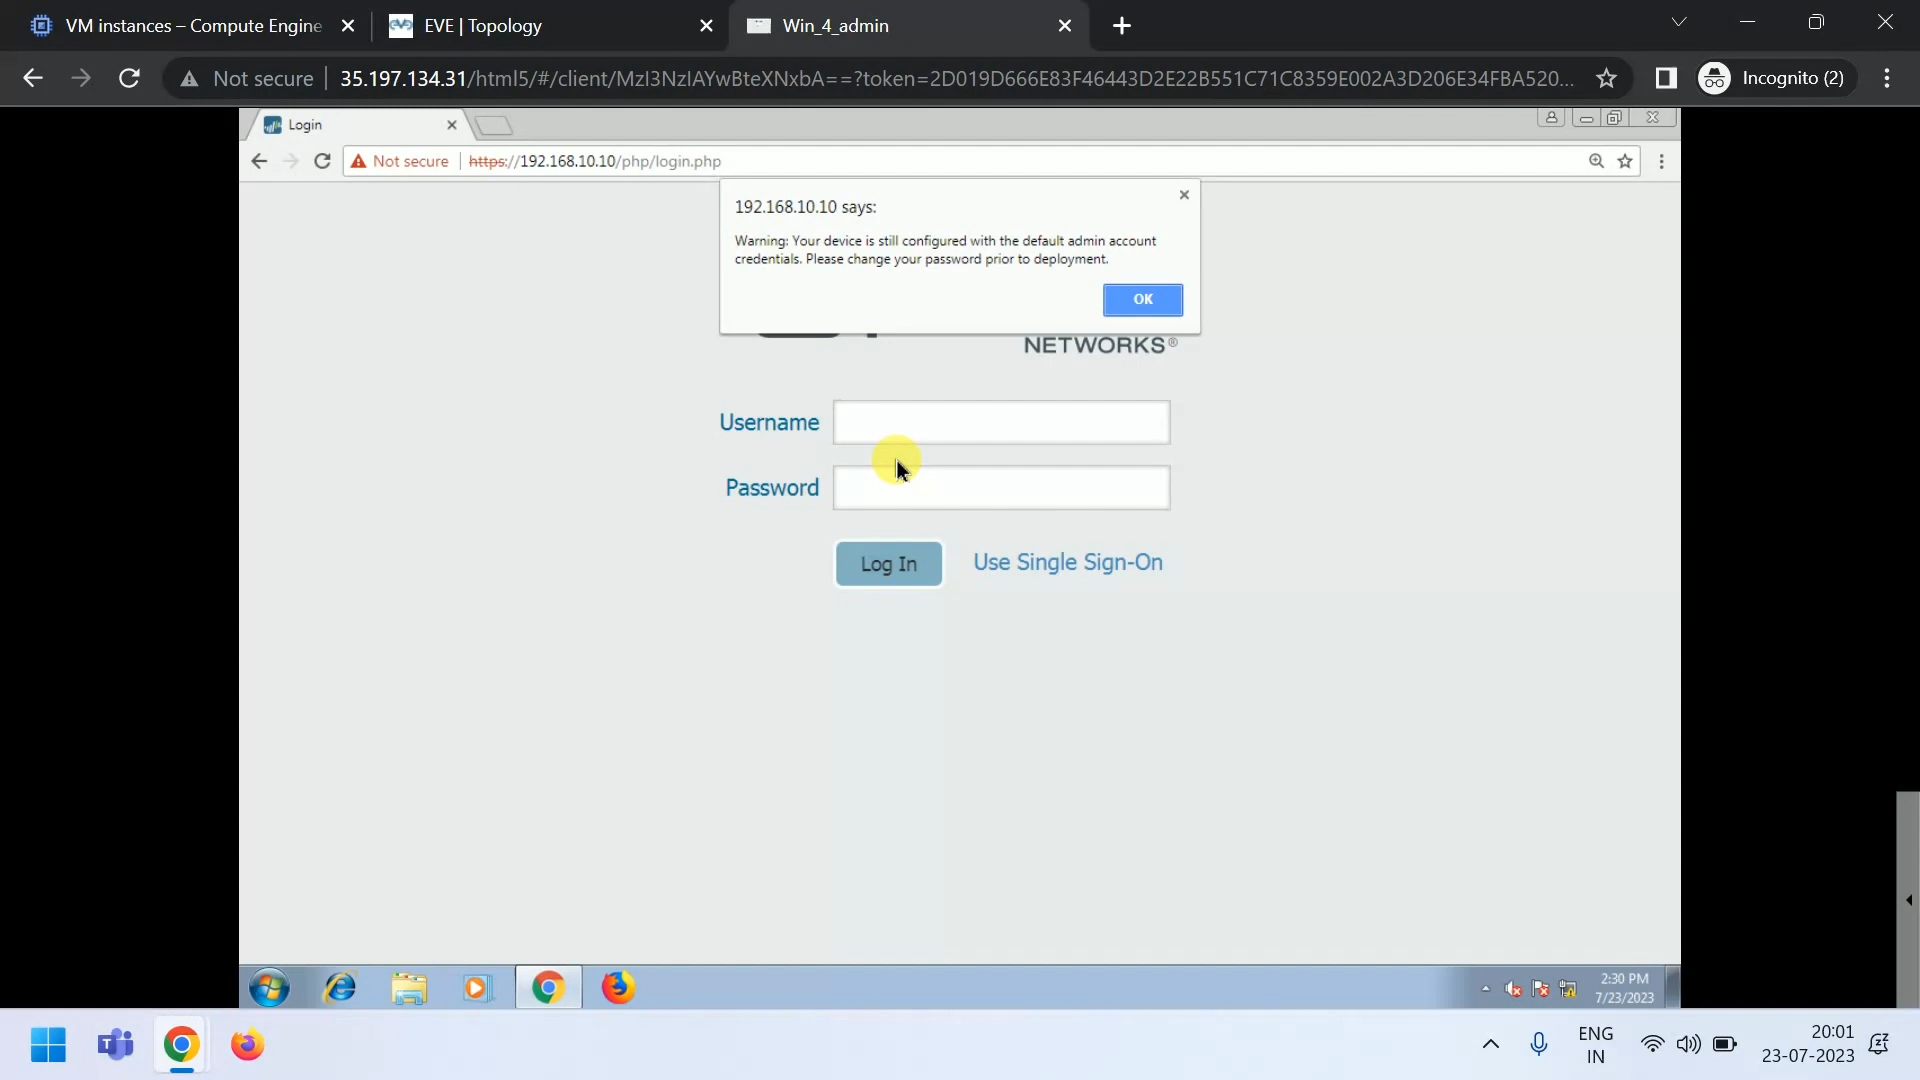 VM instances – Compute Engine
EVE | Topology
Win_4_admin
Not secure
35.197.134.31/html5/#/client/MzI3NzIAYwBteXNxbA==?token=2D019D666E83F46443D2E22B551C71C8359E002A3D206E34FBA520...
Incognito (2)
Login
Not secure
https://192.168.10.10/php/login.php
192.168.10.10 says:
Warning: Your device is still configured with the default admin account
credentials. Please change your password prior to deployment.
OK
NETWORKS®
Username
Password
Log In
Use Single Sign-On
2:30 PM
7/23/2023
ENG
IN
20:01
23-07-2023